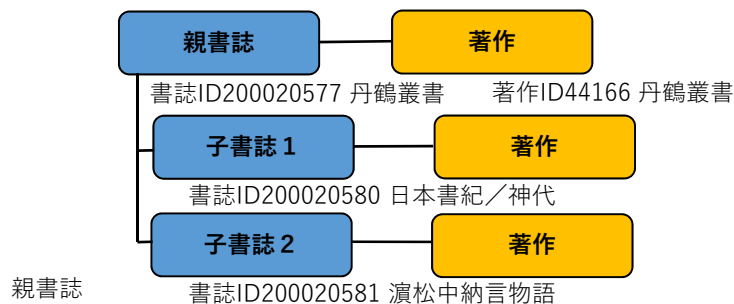 親書誌 著作
書誌ID200020577 丹鶴叢書 著作ID44166 丹鶴叢書
子書誌１ 著作
書誌ID200020580 日本書紀／神代
子書誌２ 著作
親書誌 書誌ID200020581 濵松中納言物語